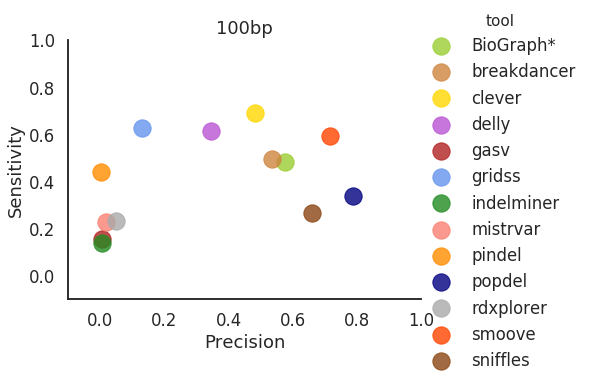 100bp
tool
BioGraph*
breakdancer
clever
delly
gasv
gridss
indelminer
mistrvar
pindel
popdel
rdxplorer
smoove
sniffles
Sensitivity
1.0
0.8
0.6
0.4
0.2
0.0
0.0 0.2 0.4 0.6 0.8 1.0
Precision